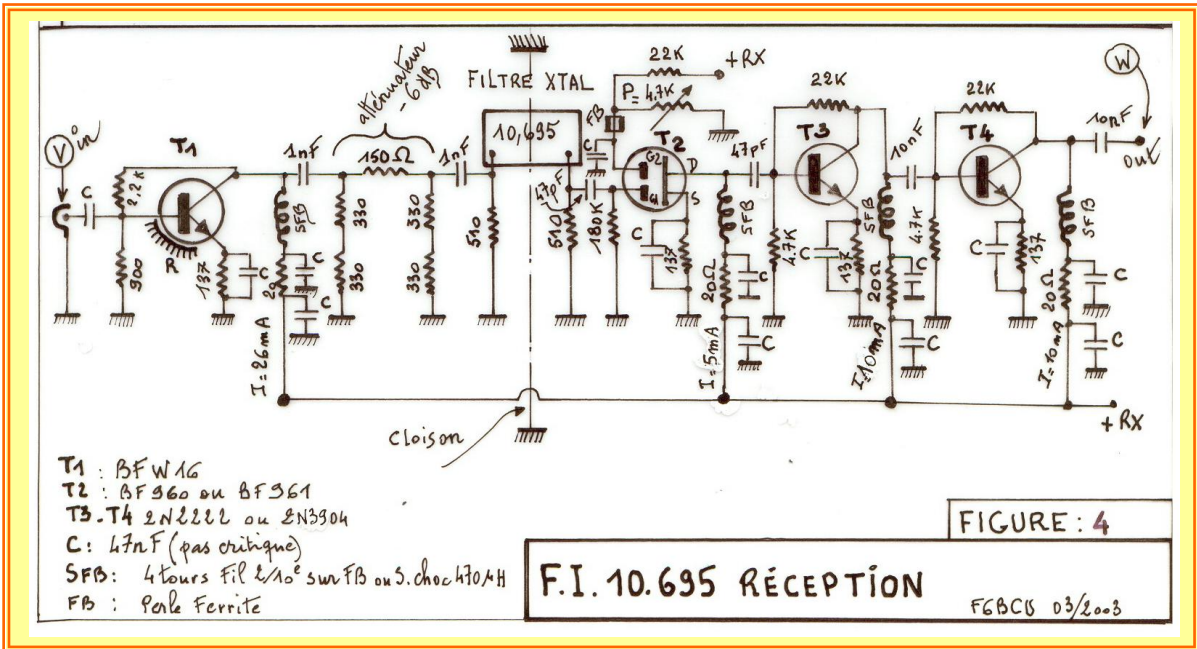 V in
C
2.2K
900
T1
R
137
C
SFB
20
C
C
I=26mA
1nF
atténuateur
-6dB
150Ω
330
330
330
330
1nF
510
FILTRE XTAL
10,695
47pF
510
180K
22K
+RX
P=4.7K
FB
C
T2
G2
G1
D
S
C
137
SFB
20Ω
C
C
I=5mA
47pF
4.7K
22K
T3
C
137
SFB
20Ω
C
C
I=10mA
10nF
4.7K
22K
T4
C
137
SFB
20Ω
C
C
I=10mA
10nF
W
out
+RX
Cloison
T1 : BFW16
T2 : BF960 ou BF961
T3-T4 2N2222 ou 2N3904
C: 47nF (pas critique)
SFB: 4 tours Fil 2/10e sur FB ou S.choc 470µH
FB : Perle Ferrite
FIGURE: 4
F.I. 10.695 RÉCEPTION
F6BCU 03/2003